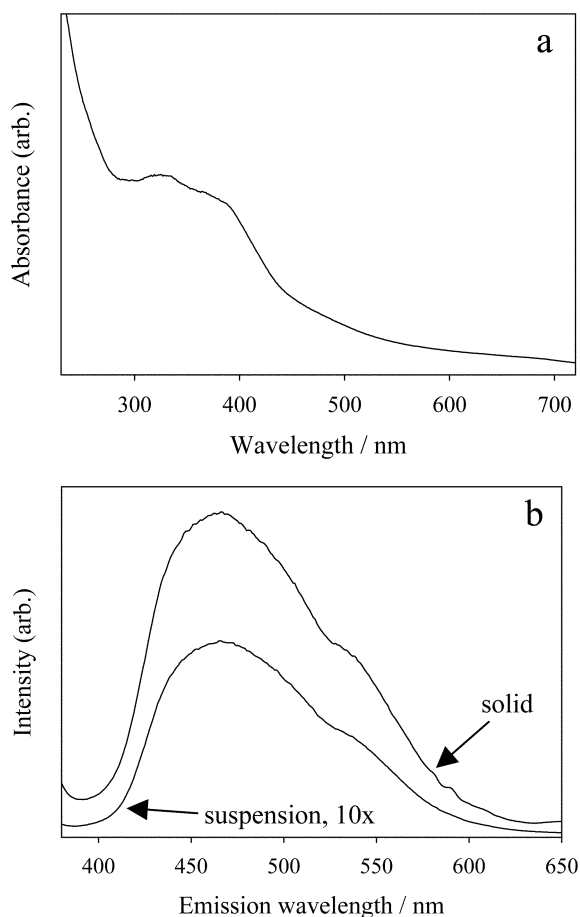 a
Absorbance (arb.)
300 400 500 600 700
Wavelength / nm
b
Intensity (arb.)
solid
suspension, 10x
400 450 500 550 600 650
Emission wavelength / nm